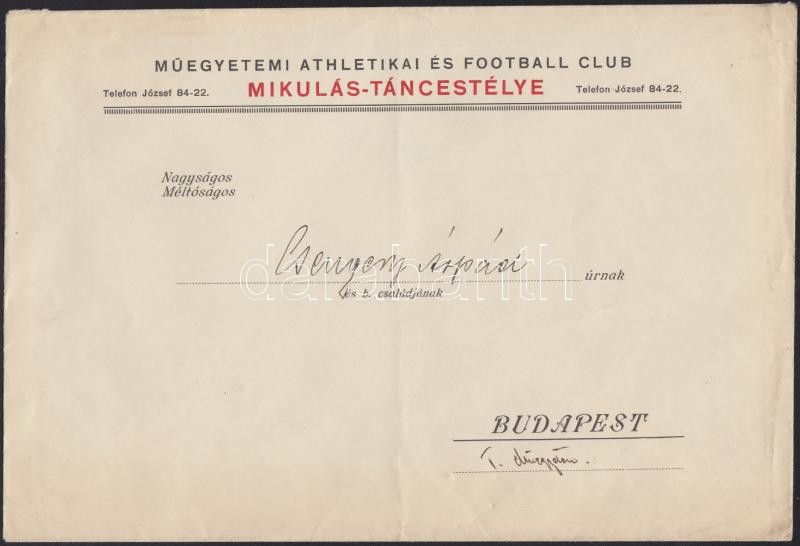 MŰEGYETEMI ATHLETIKAI ÉS FOOTBALL CLUB
Telefon József 84-22. MIKULÁS-TÁNCESTÉLYE Telefon József 84-22.
Nagyságos
Méltóságos
Csengery Árpád úrnak
és b. családjának
darabanth
BUDAPEST
I. Műegyetem.